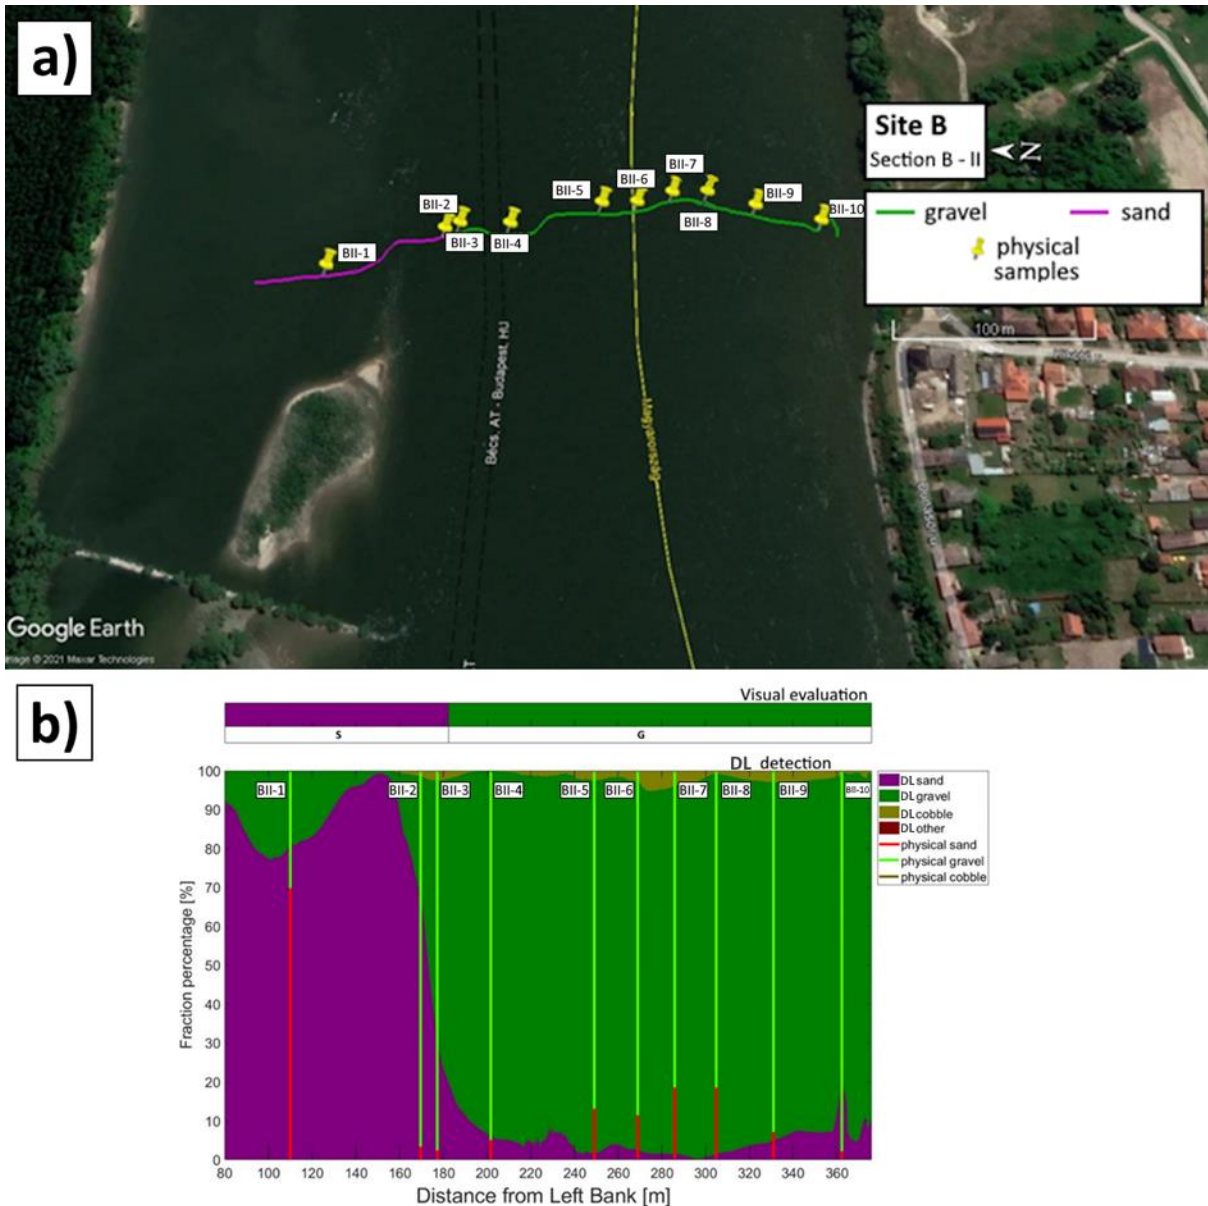 a)
Site B
Section B - II
N
gravel
sand
physical
samples
BII-7
BII-6
BII-5
BII-9
BII-2
BII-10
BII-8
BII-3
BII-4
BII-1
100 m
Bécs, AT - Budapest, HU
Magyarország
T
Google Earth
Image © 2021 Maxar Technologies
b)
Visual evaluation
S
G
DL detection
BII-1
BII-2
BII-3
BII-4
BII-5
BII-6
BII-7
BII-8
BII-9
BII-10
DL sand
DL gravel
DL cobble
DL other
physical sand
physical gravel
physical cobble
100
90
80
70
60
50
40
30
20
10
0
Fraction percentage [%]
80 100 120 140 160 180 200 220 240 260 280 300 320 340 360
Distance from Left Bank [m]